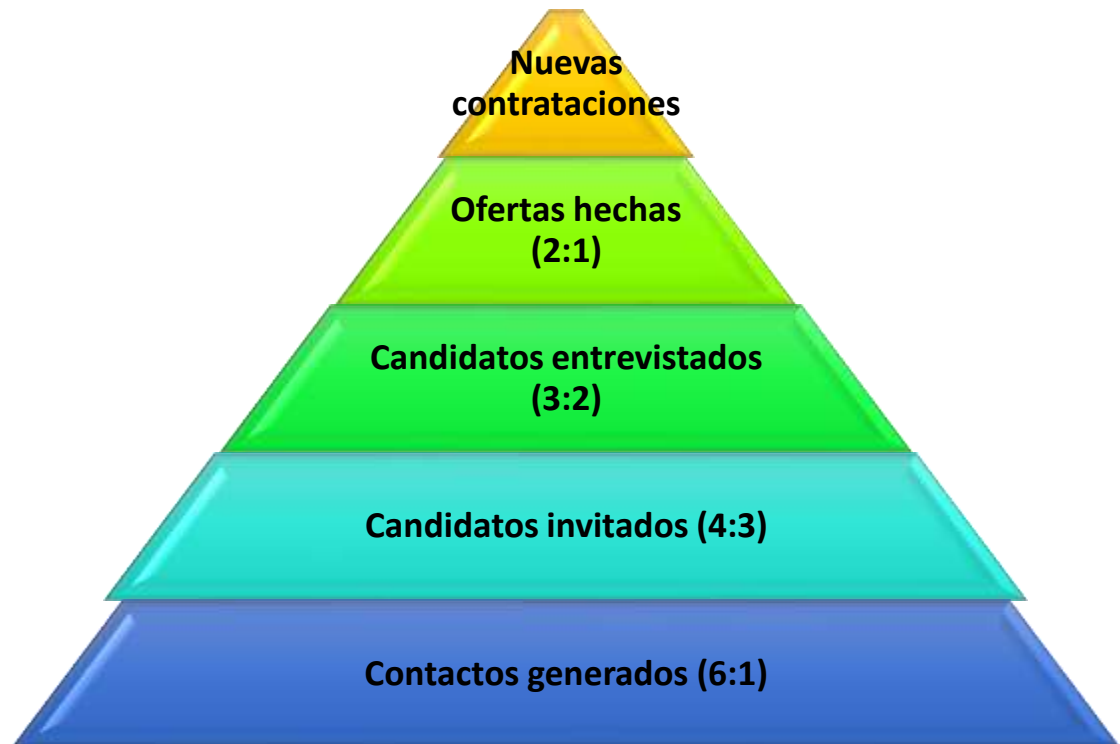 Nuevas
contrataciones
Ofertas hechas
(2:1)
Candidatos entrevistados
(3:2)
Candidatos invitados (4:3)
Contactos generados (6:1)